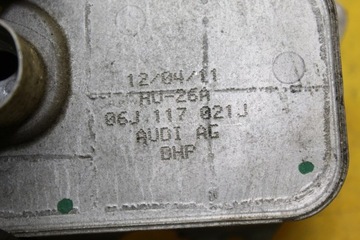 12/04/11
HU-26A
06J 117 021J
AUDI AG
DHP